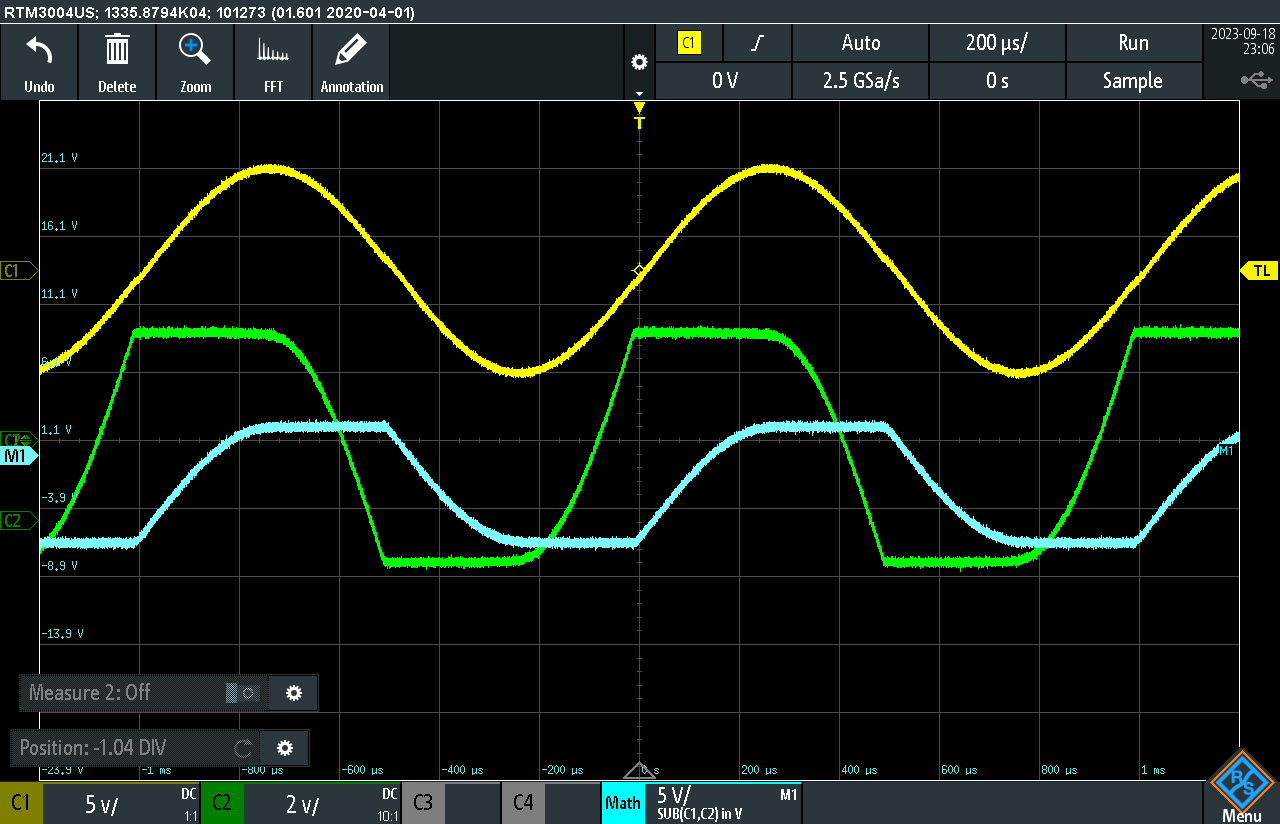 RTM3004US; 1335.8794K04; 101273 (01.601 2020-04-01)
Undo
Delete
Zoom
FFT
Annotation
C1
Auto
200 µs/
Run
2023-09-18
23:06
0 V
2.5 GSa/s
0 s
Sample
T
21,1 V
16,1 V
C1
TL
11,1 V
1,1 V
M1
M1
-3,9 V
C2
-8,9 V
-13,9 V
Measure 2: Off
Position: -1.04 DIV
-23,9 V
-1 ms
-800 µs
-600 µs
-400 µs
-200 µs
0 s
200 µs
400 µs
600 µs
800 µs
1 ms
C1
5 V/
DC
1:1
C2
2 V/
DC
10:1
C3
C4
Math
5 V/
M1
SUB(C1,C2) in V
R&S
Menu